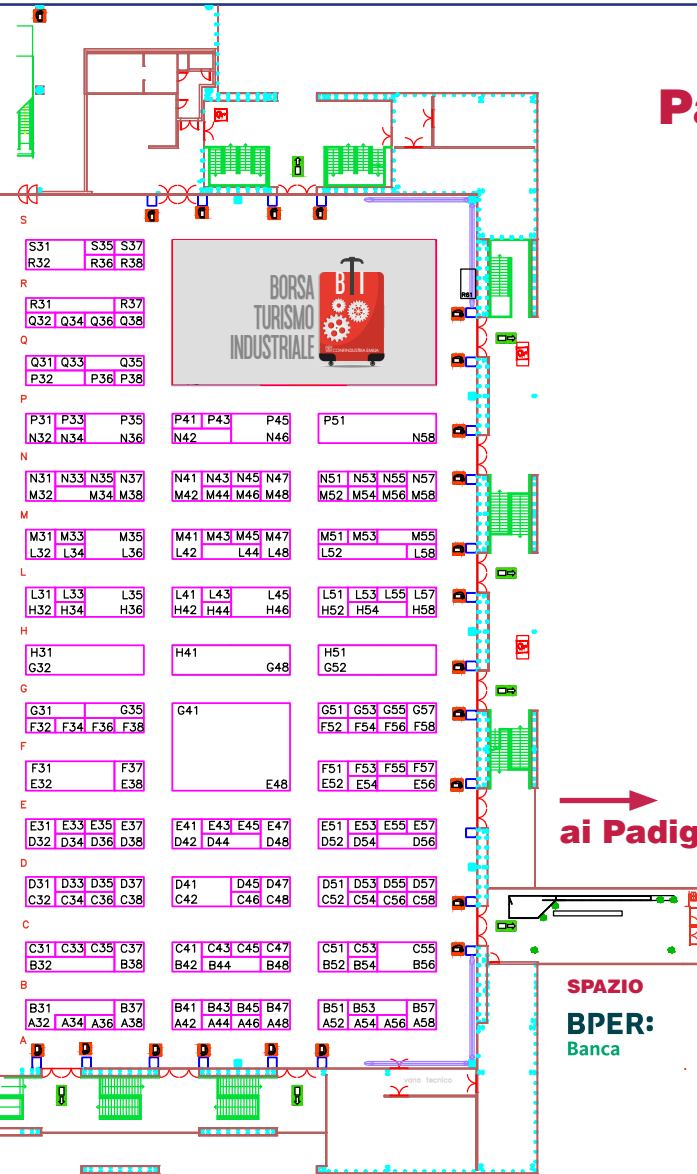 Pa
S
S31 S35 S37
R32 R36 R38
R
R31 R37
Q32 Q34 Q36 Q38
Q
Q31 Q33 Q35
P32 P36 P38
BORSA
TURISMO
INDUSTRIALE
B I
CONFINDUSTRIA EMILIA
R61
P
P31 P33 P35 P41 P43 P45 P51
N32 N34 N36 N42 N46 N58
N
N31 N33 N35 N37 N41 N43 N45 N47 N51 N53 N55 N57
M32 M34 M38 M42 M44 M46 M48 M52 M54 M56 M58
M
M31 M33 M35 M41 M43 M45 M47 M51 M53 M55
L32 L34 L36 L42 L44 L48 L52 L58
L
L31 L33 L35 L41 L43 L45 L51 L53 L55 L57
H32 H34 H36 H42 H44 H46 H52 H54 H58
H
H31 H41 H51
G32 G48 G52
G
G31 G35 G41 G51 G53 G55 G57
F32 F34 F36 F38 F52 F54 F56 F58
F
F31 F37 F51 F53 F55 F57
E32 E38 E48 E52 E54 E56
E
E31 E33 E35 E37 E41 E43 E45 E47 E51 E53 E55 E57
D32 D34 D36 D38 D42 D44 D48 D52 D54 D56
D
D31 D33 D35 D37 D41 D45 D47 D51 D53 D55 D57
C32 C34 C36 C38 C42 C46 C48 C52 C54 C56 C58
C
C31 C33 C35 C37 C41 C43 C45 C47 C51 C53 C55
B32 B38 B42 B44 B48 B52 B54 B56
B
B31 B37 B41 B43 B45 B47 B51 B53 B57
A32 A34 A36 A38 A42 A44 A46 A48 A52 A54 A56 A58
A
ai Padig
SPAZIO
BPER:
Banca
vano tecnico